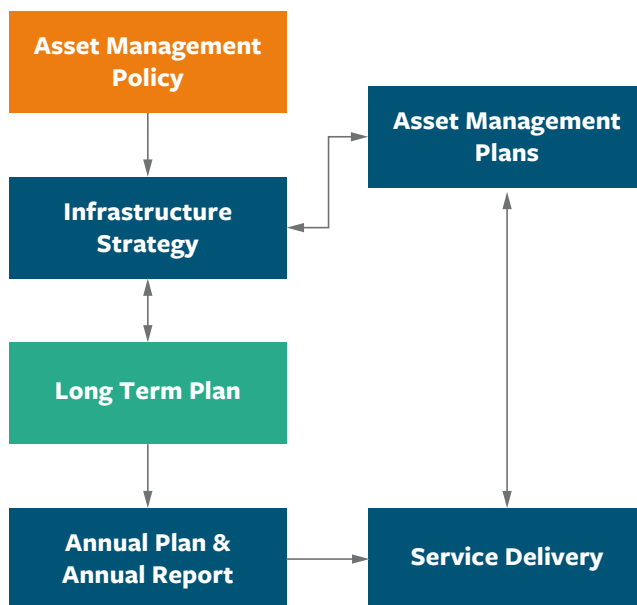 Asset Management
Policy
Asset Management
Plans
Infrastructure
Strategy
Long Term Plan
Annual Plan &
Annual Report
Service Delivery